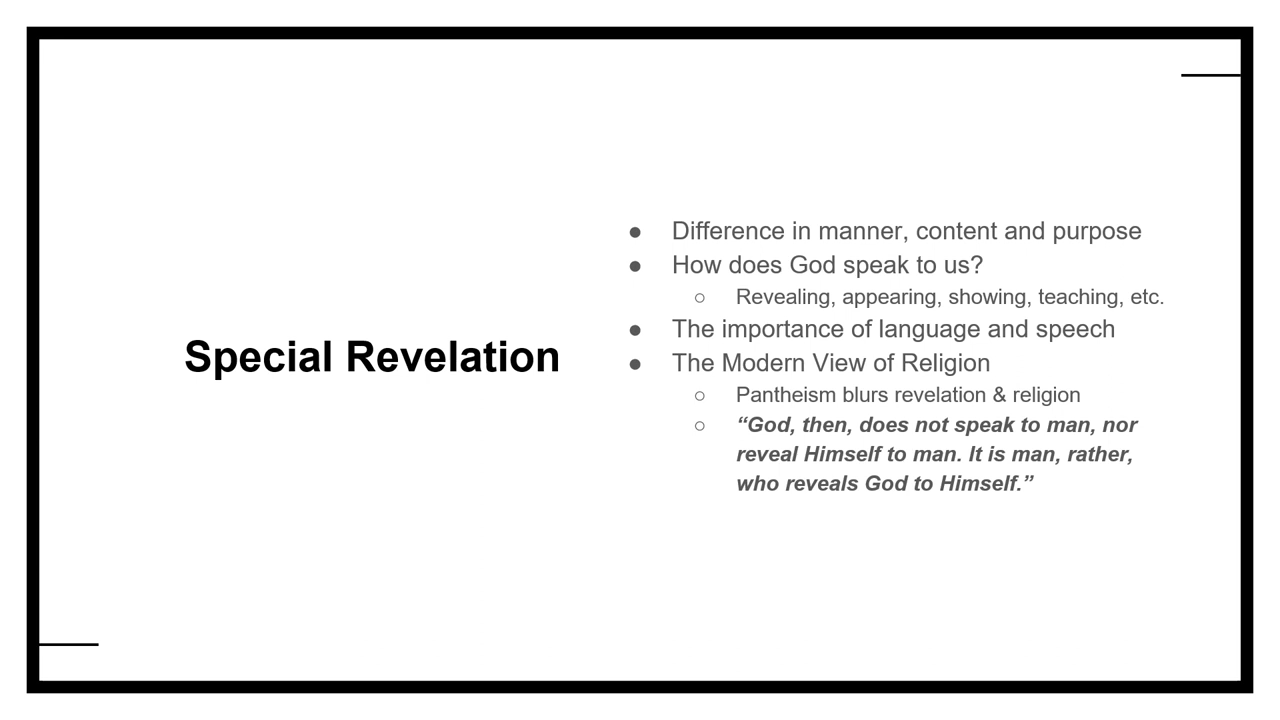 Special Revelation
● Difference in manner, content and purpose
● How does God speak to us?
○ Revealing, appearing, showing, teaching, etc.
● The importance of language and speech
● The Modern View of Religion
○ Pantheism blurs revelation & religion
○ “God, then, does not speak to man, nor
reveal Himself to man. It is man, rather,
who reveals God to Himself.”